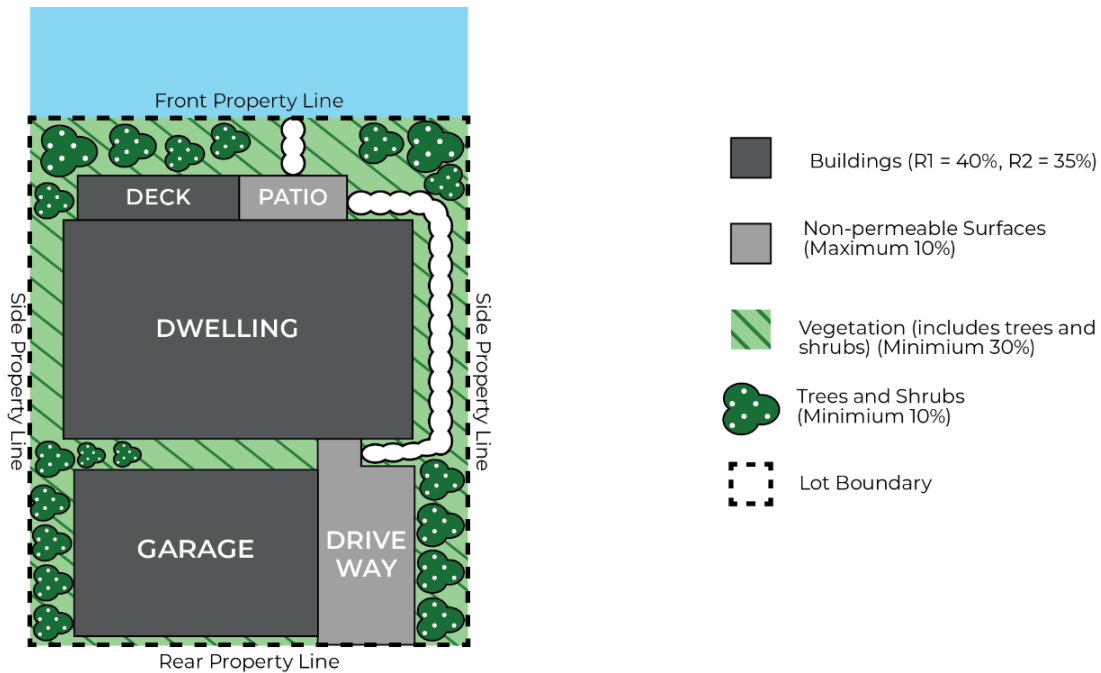 Front Property Line
DECK
PATIO
Side Property Line
DWELLING
Side Property Line
GARAGE
DRIVE
WAY
Rear Property Line
Buildings (R1 = 40%, R2 = 35%)
Non-permeable Surfaces
(Maximum 10%)
Vegetation (includes trees and
shrubs) (Minimium 30%)
Trees and Shrubs
(Minimum 10%)
Lot Boundary